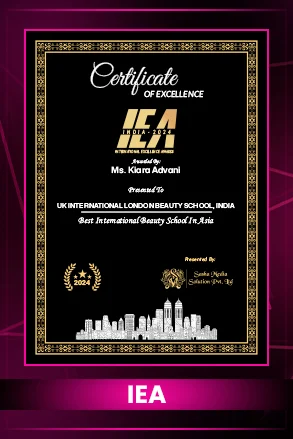 Certificate
OF EXCELLENCE
IEA
INDIA - 2024
INTERNATIONAL EXCELLENCE AWARDS
Awarded By:
Ms. Kiara Advani
Presented To
UK INTERNATIONAL LONDON BEAUTY SCHOOL, INDIA
Best International Beauty School In Asia
Presented By:
2024
Sasha Media
Solution Pvt. Ltd
IEA